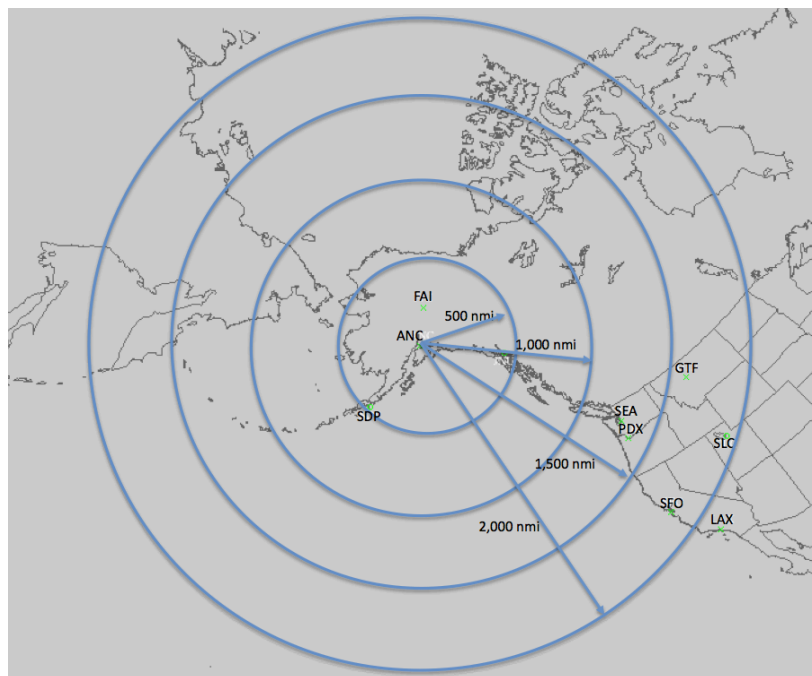 FAI
500 nmi
ANC
1,000 nmi
GTF
SDP
SEA
PDX
SLC
1,500 nmi
SFO
LAX
2,000 nmi